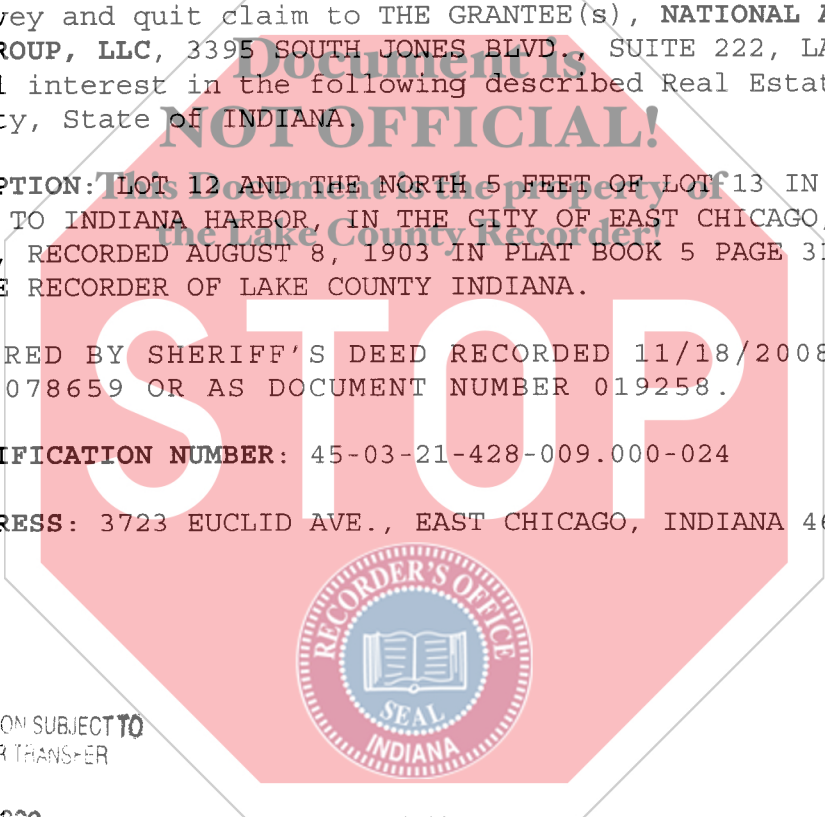 vey and quit claim to THE GRANTEE(s), NATIONAL A
ROUP, LLC, 3395 SOUTH JONES BLVD., SUITE 222, LA
l interest in the following described Real Estat
ty, State of INDIANA.
Document is
NOT OFFICIAL!
This Document is the property of
the Lake County Recorder!
PTION: LOT 12 AND THE NORTH 5 FEET OF LOT 13 IN
TO INDIANA HARBOR, IN THE CITY OF EAST CHICAGO,
, RECORDED AUGUST 8, 1903 IN PLAT BOOK 5 PAGE 31
E RECORDER OF LAKE COUNTY INDIANA.
RED BY SHERIFF'S DEED RECORDED 11/18/2008
078659 OR AS DOCUMENT NUMBER 019258.
STOP
IFICATION NUMBER: 45-03-21-428-009.000-024
RESS: 3723 EUCLID AVE., EAST CHICAGO, INDIANA 46
RECORDER'S OFFICE
SEAL
INDIANA
ON SUBJECT TO
R TRANSFER